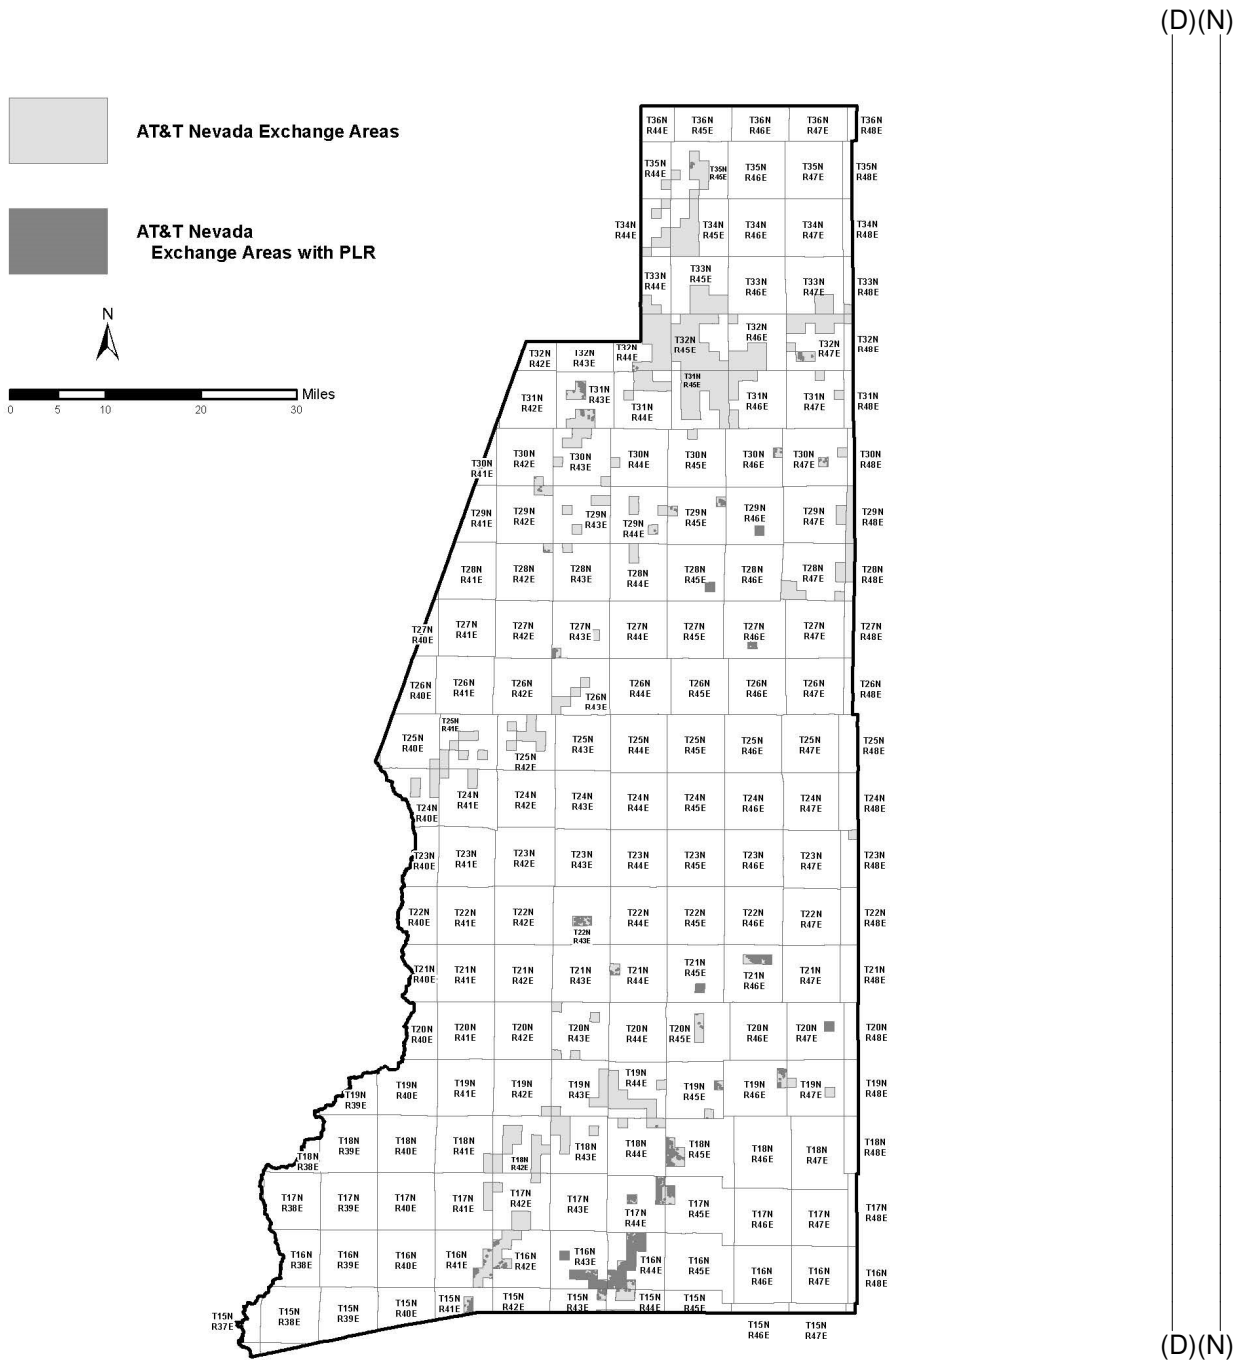 (D)(N)
AT&T Nevada Exchange Areas
AT&T Nevada
Exchange Areas with PLR
N
Miles
0 5 10 20 30
T36N T36N T36N T36N T36N
R44E R45E R46E R47E R48E
T35N T35N T35N T35N T35N
R44E R45E R46E R47E R48E
T34N T34N T34N T34N T34N
R44E R45E R46E R47E R48E
T33N T33N T33N T33N T33N
R44E R45E R46E R47E R48E
T32N T32N T32N T32N T32N T32N T32N
R42E R43E R44E R45E R46E R47E R48E
T31N T31N T31N T31N T31N T31N T31N
R42E R43E R44E R45E R46E R47E R48E
T30N T30N T30N T30N T30N T30N T30N T30N
R41E R42E R43E R44E R45E R46E R47E R48E
T29N T29N T29N T29N T29N T29N T29N T29N
R41E R42E R43E R44E R45E R46E R47E R48E
T28N T28N T28N T28N T28N T28N T28N T28N
R41E R42E R43E R44E R45E R46E R47E R48E
T27N T27N T27N T27N T27N T27N T27N T27N T27N
R40E R41E R42E R43E R44E R45E R46E R47E R48E
T26N T26N T26N T26N T26N T26N T26N T26N T26N
R40E R41E R42E R43E R44E R45E R46E R47E R48E
T25N T25N T25N T25N T25N T25N T25N T25N T25N
R40E R41E R42E R43E R44E R45E R46E R47E R48E
T24N T24N T24N T24N T24N T24N T24N T24N T24N
R40E R41E R42E R43E R44E R45E R46E R47E R48E
T23N T23N T23N T23N T23N T23N T23N T23N T23N
R40E R41E R42E R43E R44E R45E R46E R47E R48E
T22N T22N T22N T22N T22N T22N T22N T22N T22N
R40E R41E R42E R43E R44E R45E R46E R47E R48E
T21N T21N T21N T21N T21N T21N T21N T21N T21N
R40E R41E R42E R43E R44E R45E R46E R47E R48E
T20N T20N T20N T20N T20N T20N T20N T20N T20N
R40E R41E R42E R43E R44E R45E R46E R47E R48E
T19N T19N T19N T19N T19N T19N T19N T19N T19N T19N
R39E R40E R41E R42E R43E R44E R45E R46E R47E R48E
T18N T18N T18N T18N T18N T18N T18N T18N T18N T18N T18N
R38E R39E R40E R41E R42E R43E R44E R45E R46E R47E R48E
T17N T17N T17N T17N T17N T17N T17N T17N T17N T17N T17N
R38E R39E R40E R41E R42E R43E R44E R45E R46E R47E R48E
T16N T16N T16N T16N T16N T16N T16N T16N T16N T16N T16N
R38E R39E R40E R41E R42E R43E R44E R45E R46E R47E R48E
T15N T15N T15N T15N T15N T15N T15N T15N T15N T15N T15N
R37E R38E R39E R40E R41E R42E R43E R44E R45E R46E R47E
(D)(N)